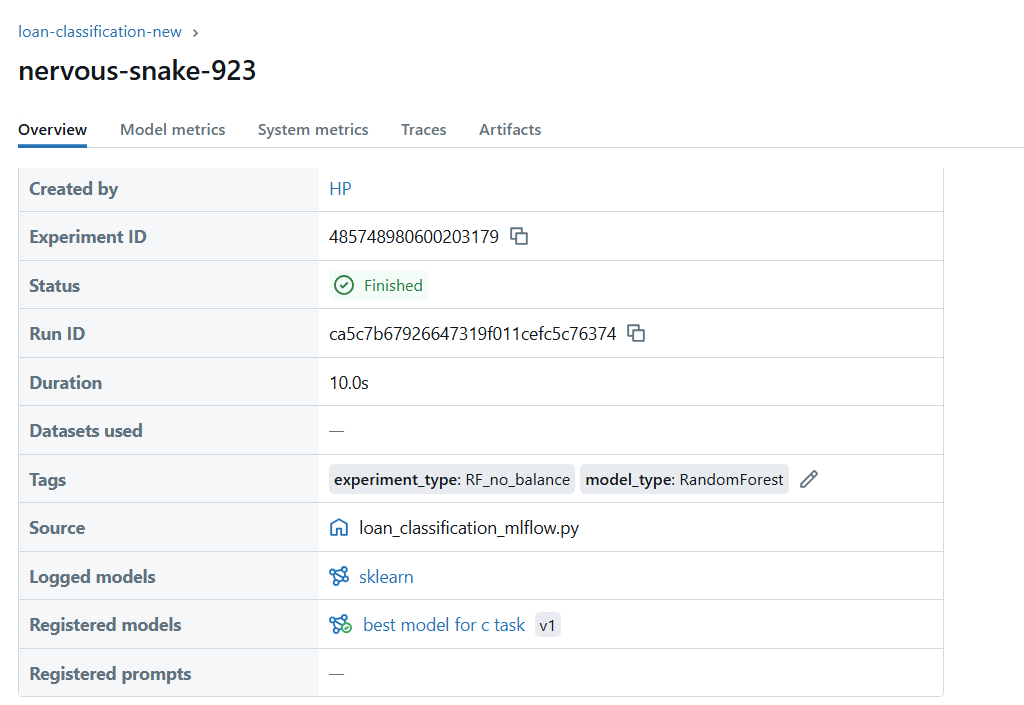 loan-classification-new ›
nervous-snake-923
Overview Model metrics System metrics Traces Artifacts
Created by HP
Experiment ID 485748980600203179
Status Finished
Run ID ca5c7b67926647319f011cefc5c76374
Duration 10.0s
Datasets used —
Tags experiment_type: RF_no_balance model_type: RandomForest
Source loan_classification_mlflow.py
Logged models sklearn
Registered models best model for c task v1
Registered prompts —